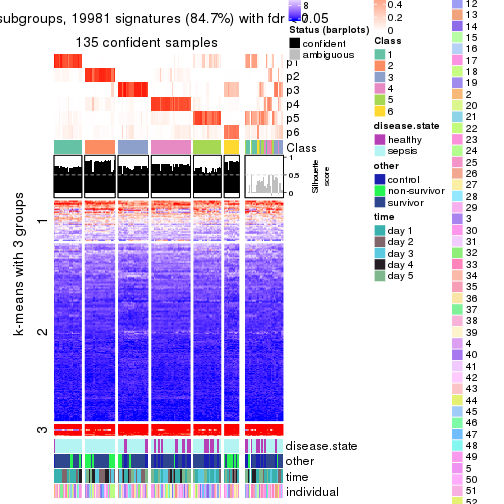 subgroups, 19981 signatures (84.7%) with fdr < 0.05
135 confident samples
p1
p2
p3
p4
p5
p6
Class
1
0.5
0
Silhouette
score
k-means with 3 groups
1
2
3
disease.state
other
time
individual
8
0.4
0.2
0
Status (barplots)
confident
ambiguous
Class
1
2
3
4
5
6
disease.state
healthy
sepsis
other
control
non-survivor
survivor
time
day 1
day 2
day 3
day 4
day 5
12
13
14
15
16
17
18
19
2
20
21
22
23
24
25
26
27
28
29
3
30
31
32
33
34
35
36
37
38
39
4
40
41
42
43
44
45
46
47
48
49
5
50
51
52